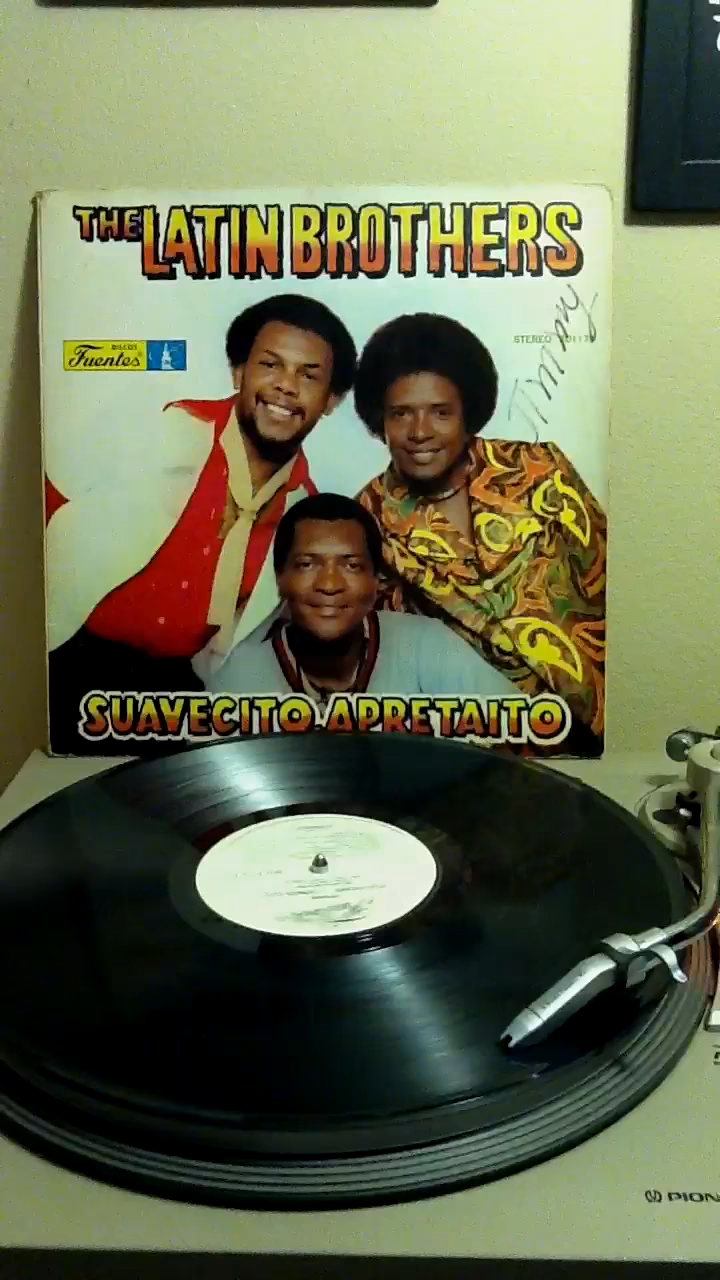 THE LATIN BROTHERS
DISCOS
Fuentes
STEREO
Jimmy
SUAVECITO APRETAITO
PION